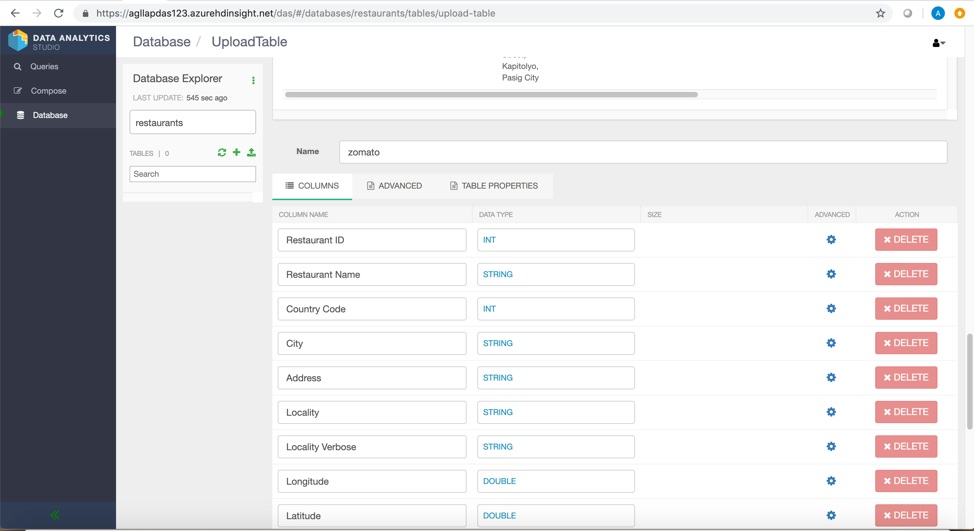 https://agllapdas123.azurehdinsight.net/das/#/databases/restaurants/tables/upload-table
A
DATA ANALYTICS
STUDIO
Queries
Compose
Database
Database / UploadTable
Database Explorer
LAST UPDATE: 545 sec ago
restaurants
TABLES | 0
Search
Kapitolyo,
Pasig City
Name
zomato
COLUMNS ADVANCED TABLE PROPERTIES
COLUMN NAME DATA TYPE SIZE ADVANCED ACTION
Restaurant ID INT DELETE
Restaurant Name STRING DELETE
Country Code INT DELETE
City STRING DELETE
Address STRING DELETE
Locality STRING DELETE
Locality Verbose STRING DELETE
Longitude DOUBLE DELETE
Latitude DOUBLE DELETE